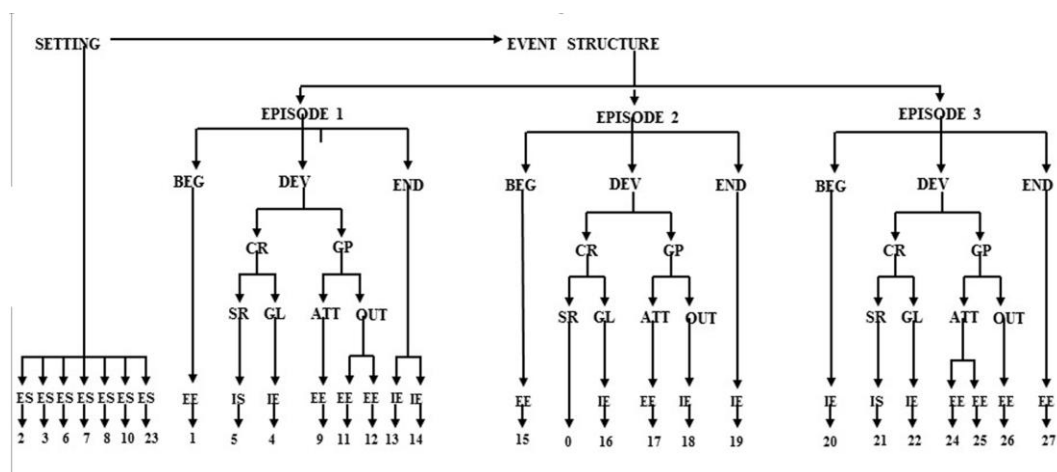 SETTING EVENT STRUCTURE
EPISODE 1 EPISODE 2 EPISODE 3
BEG DEV END BEG DEV END BEG DEV END
CR GP CR GP CR GP
SR GL ATT OUT SR GL ATT OUT SR GL ATT OUT
ES ES ES ES ES ES ES EE IS IE EE EE EE IE IE EE IE EE IE IE IE IS IE EE EE EE EE
2 3 6 7 8 10 23 1 5 4 9 11 12 13 14 15 0 16 17 18 19 20 21 22 24 25 26 27